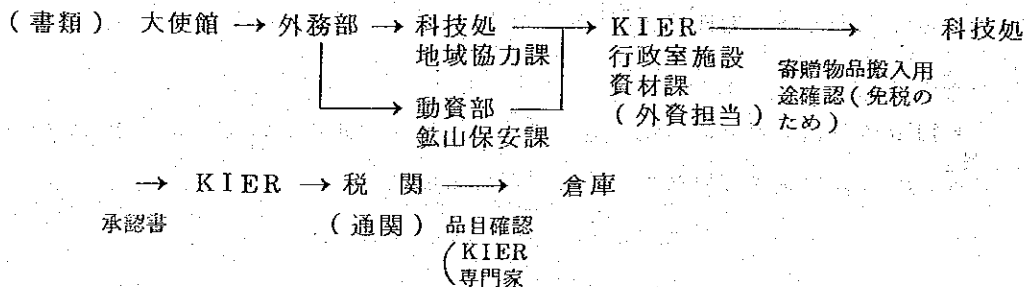 (書類) 大使館 → 外務部 → 科技処 → KIER → 科技処
地域協力課 行政室施設 寄贈物品搬入用
資材課 途確認(免税の
動資部 (外資担当) ため)
鉱山保安課
→ KIER → 税 関 → 倉庫
承認書 (通関) 品目確認
(KIER
専門家